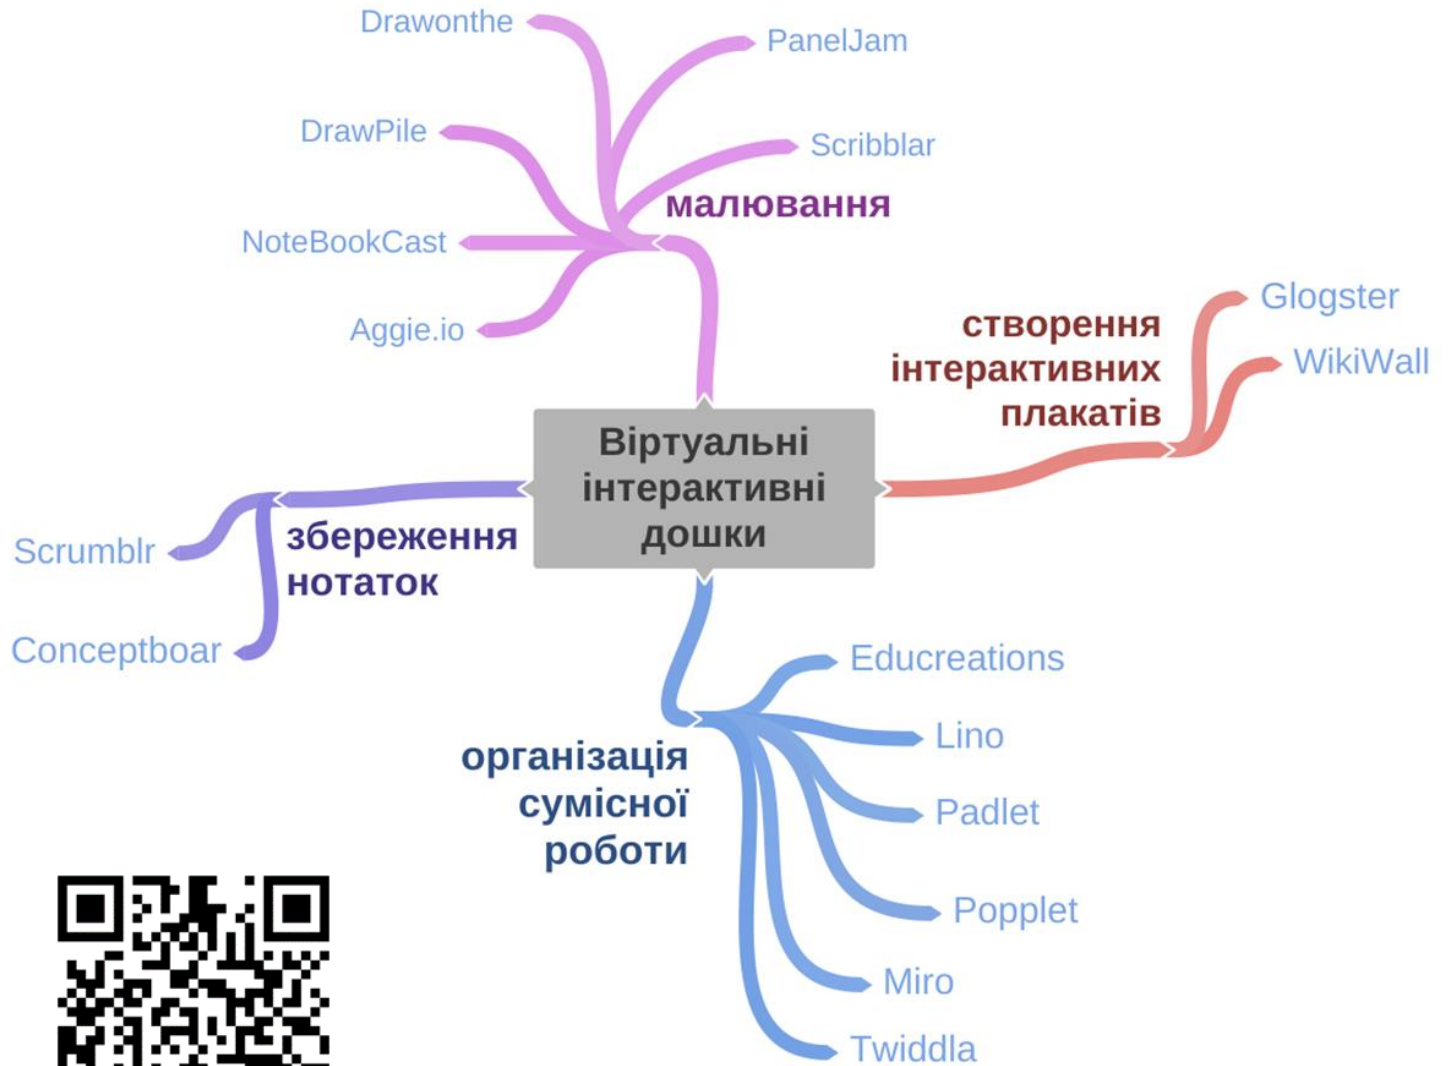 Drawonthe
PanelJam
DrawPile
Scribblar
малювання
NoteBookCast
Aggie.io
Glogster
WikiWall
створення
інтерактивних
плакатів
Віртуальні
інтерактивні
дошки
збереження
нотаток
Scrumblr
Conceptboar
Educreations
Lino
Padlet
Popplet
Miro
Twiddla
організація
сумісної
роботи